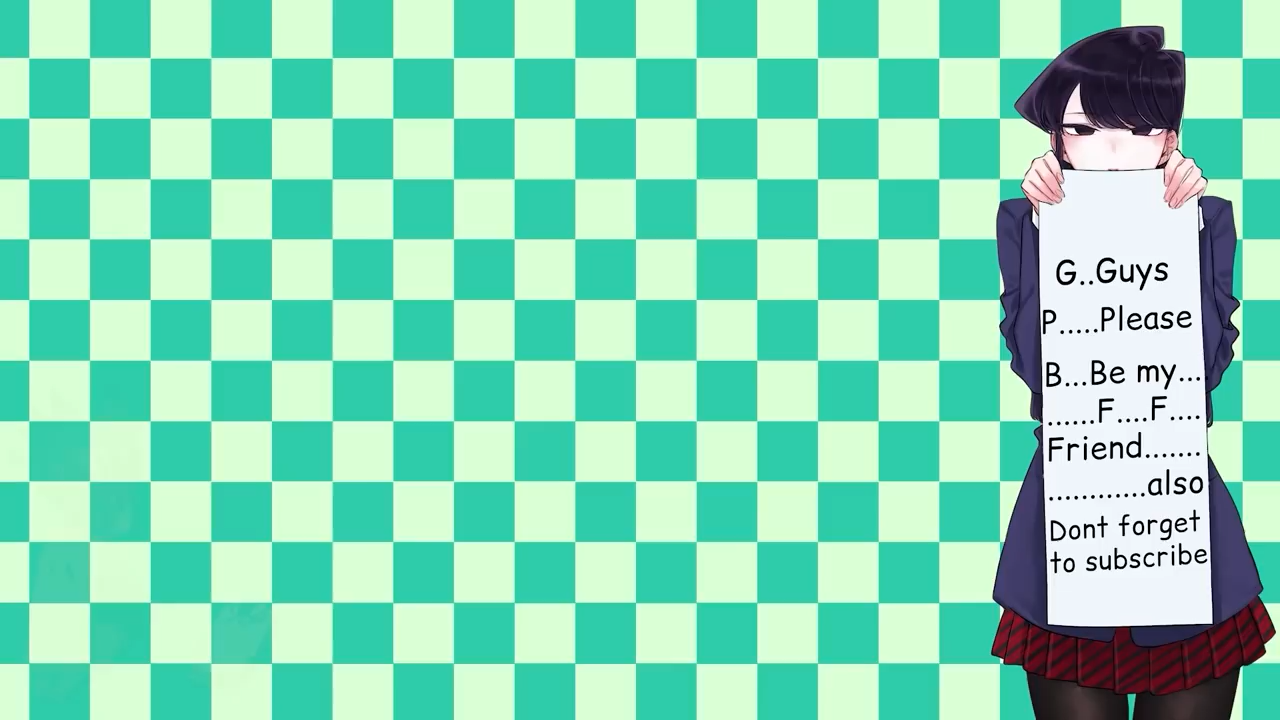 G..Guys
P.....Please
B...Be my...
......F....F....
Friend.......
............also
Dont forget
to subscribe